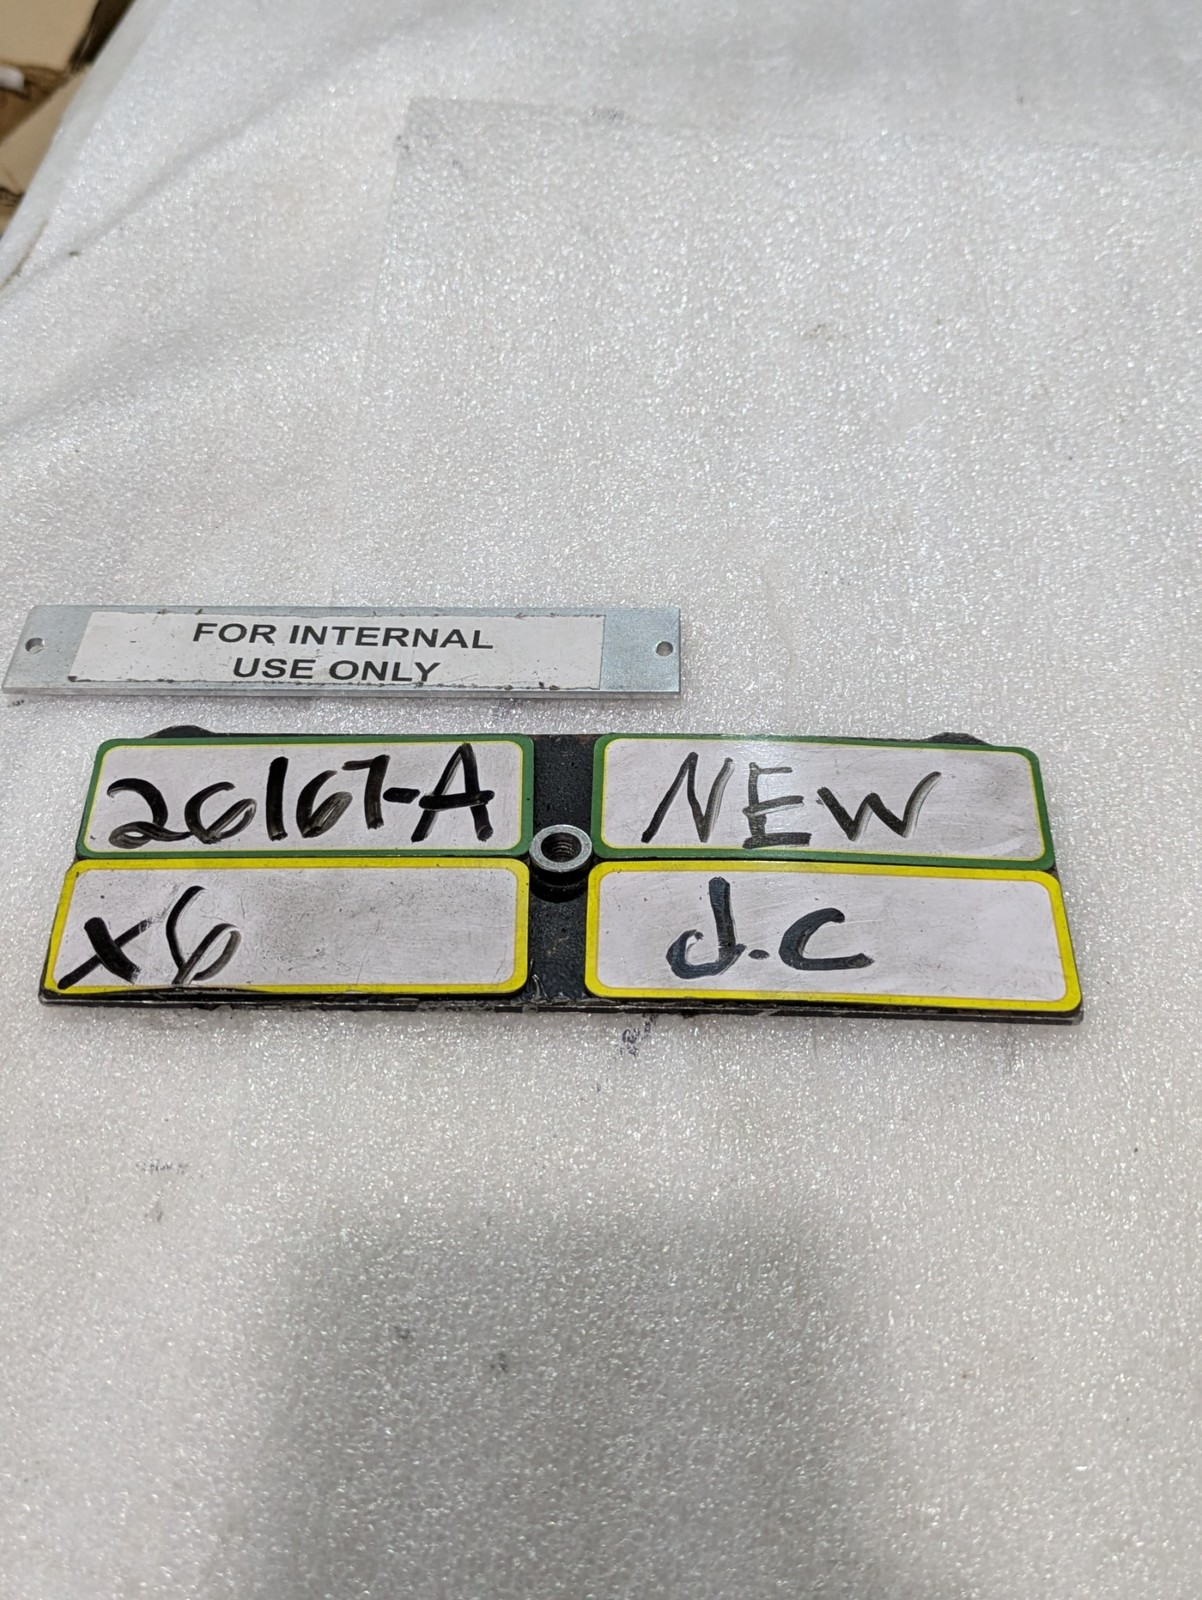 FOR INTERNAL
USE ONLY
26167-A
NEW
x6
J.C